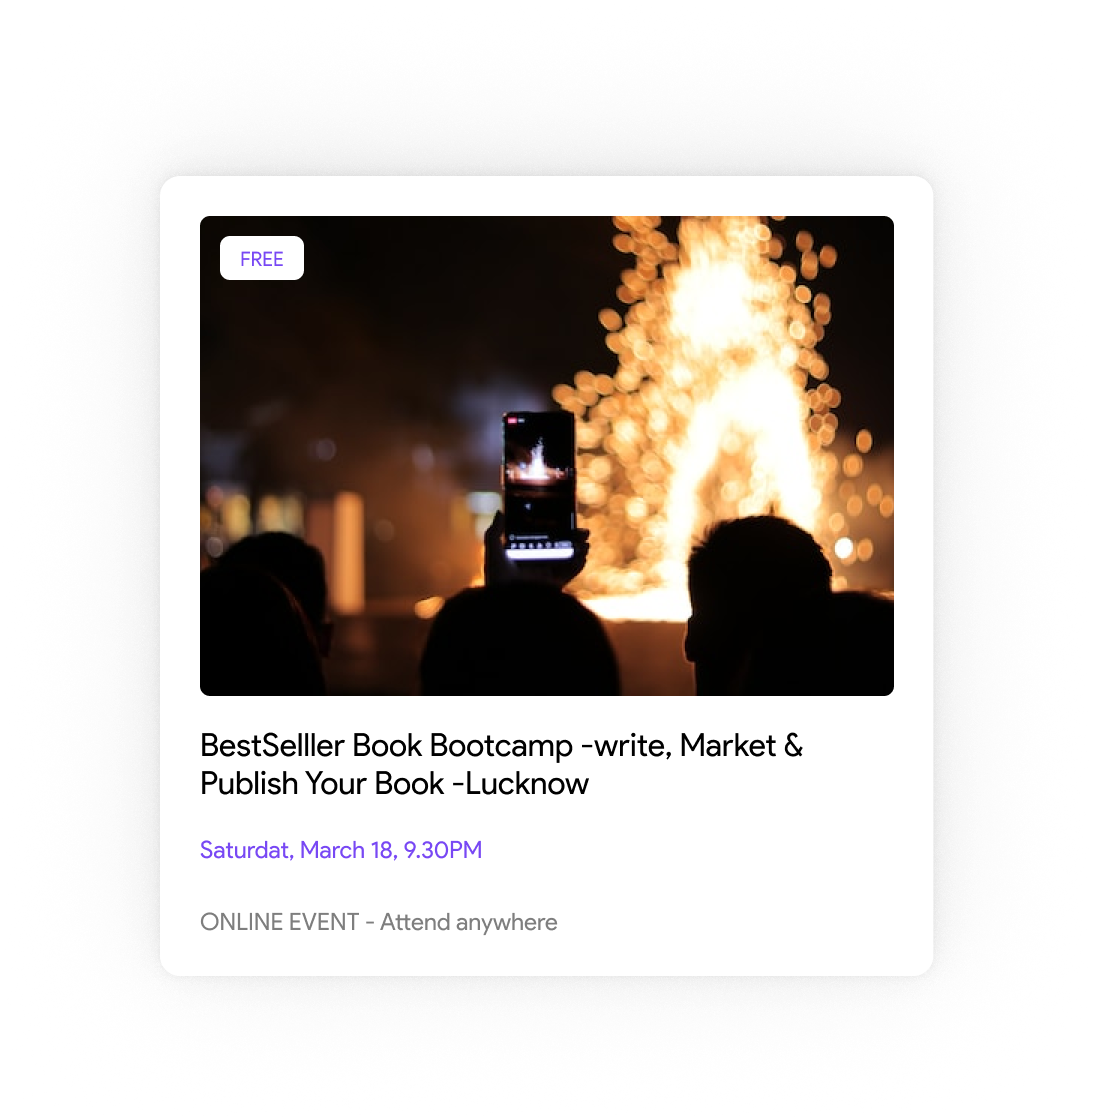 FREE
BestSelller Book Bootcamp -write, Market &
Publish Your Book -Lucknow
Saturdat, March 18, 9.30PM
ONLINE EVENT - Attend anywhere